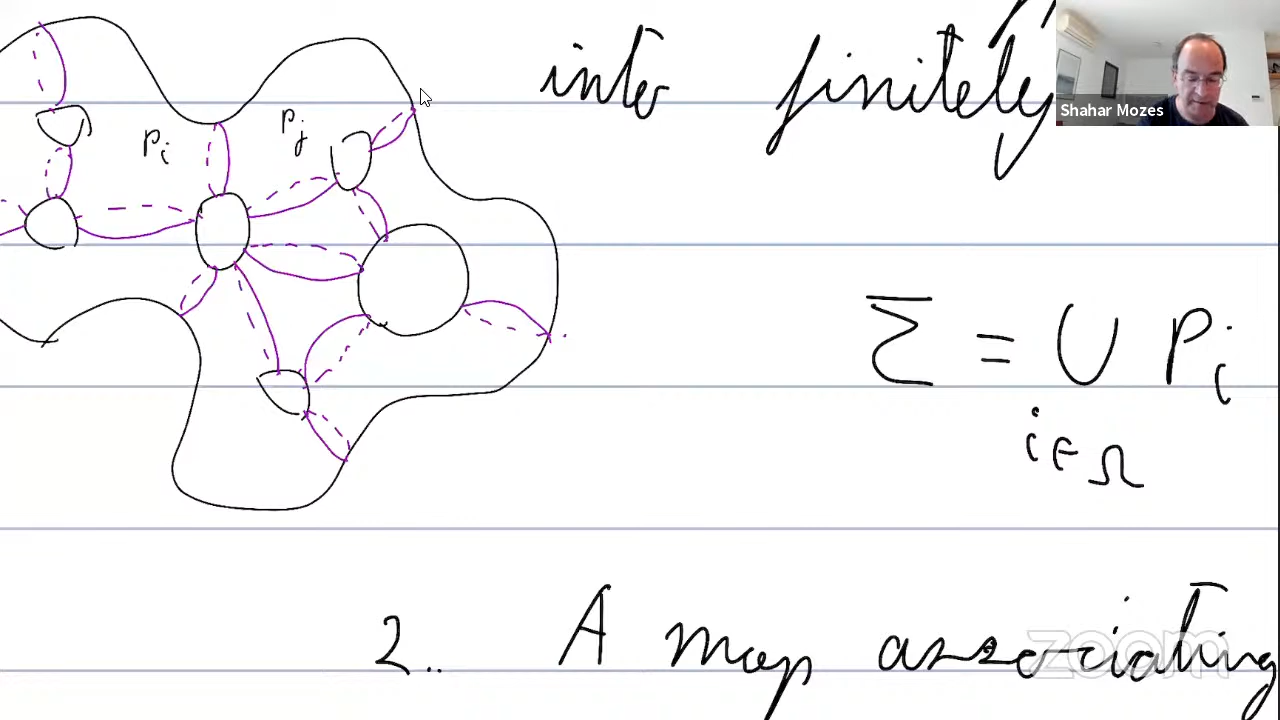 inter finitely
Shahar Mozes
P_i P_j
Σ = ∪ P_i
i ∈ Ω
2.. A map associating
zoom